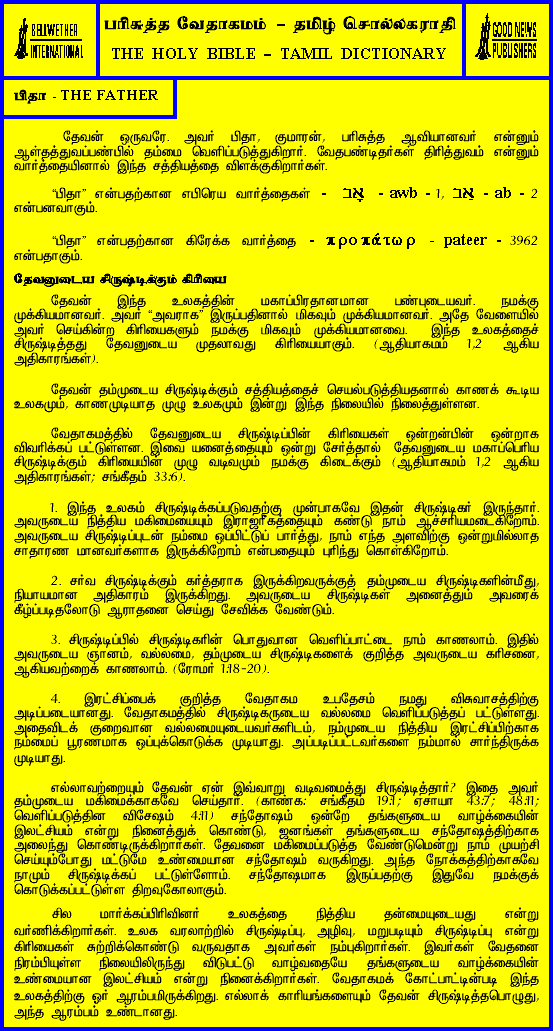 BELLWETHER
INTERNATIONAL
பரிசுத்த வேதாகமம் – தமிழ் சொல்லகராதி
THE HOLY BIBLE – TAMIL DICTIONARY
GOOD NEWS
PUBLISHERS
பிதா - THE FATHER
தேவன் ஒருவரே. அவர் பிதா, குமாரன், பரிசுத்த ஆவியானவர் என்னும்
ஆள்தத்துவப்பண்பில் தம்மை வெளிப்படுத்துகிறார். வேதபண்டிதர்கள் திரித்துவம் என்னும்
வார்த்தையினால் இந்த சத்தியத்தை விளக்குகிறார்கள்.
“பிதா” என்பதற்கான எபிரெய வார்த்தைகள் - אָב - awb - 1, אַב - ab - 2
என்பனவாகும்.
“பிதா” என்பதற்கான கிரேக்க வார்த்தை - προπάτωρ - pateer - 3962
என்பதாகும்.
தேவனுடைய சிருஷ்டிக்கும் கிரியை
தேவன் இந்த உலகத்தின் மகாப்பிரதானமான பண்புடையவர். நமக்கு
முக்கியமானவர். அவர் “அவராக” இருப்பதினால் மிகவும் முக்கியமானவர். அதே வேளையில்
அவர் செய்கின்ற கிரியைகளும் நமக்கு மிகவும் முக்கியமானவை. இந்த உலகத்தைச்
சிருஷ்டித்தது தேவனுடைய முதலாவது கிரியையாகும். (ஆதியாகமம் 1,2 ஆகிய
அதிகாரங்கள்).
தேவன் தம்முடைய சிருஷ்டிக்கும் சத்தியத்தைச் செயல்படுத்தியதனால் காணக் கூடிய
உலகமும், காணமுடியாத முழு உலகமும் இன்று இந்த நிலையில் நிலைத்துள்ளன.
வேதாகமத்தில் தேவனுடைய சிருஷ்டிப்பின் கிரியைகள் ஒன்றன்பின் ஒன்றாக
விவரிக்கப் பட்டுள்ளன. இவை யனைத்தையும் ஒன்று சேர்த்தால் தேவனுடைய மகாப்பெரிய
சிருஷ்டிக்கும் கிரியையின் முழு வடிவமும் நமக்கு கிடைக்கும் (ஆதியாகமம் 1,2 ஆகிய
அதிகாரங்கள்; சங்கீதம் 33:6).
1. இந்த உலகம் சிருஷ்டிக்கப்படுவதற்கு முன்பாகவே இதன் சிருஷ்டிகர் இருந்தார்.
அவருடைய நித்திய மகிமையையும் இராஜரீகத்தையும் கண்டு நாம் ஆச்சரியமடைகிறோம்.
அவருடைய சிருஷ்டிப்புடன் நம்மை ஒப்பிட்டுப் பார்த்து, நாம் எந்த அளவிற்கு ஒன்றுமில்லாத
சாதாரண மானவர்களாக இருக்கிறோம் என்பதையும் புரிந்து கொள்கிறோம்.
2. சர்வ சிருஷ்டிக்கும் கர்த்தராக இருக்கிறவருக்குத் தம்முடைய சிருஷ்டிகளின்மீது,
நியாயமான அதிகாரம் இருக்கிறது. அவருடைய சிருஷ்டிகள் அனைத்தும் அவரைக்
கீழ்ப்படிதலோடு ஆராதனை செய்து சேவிக்க வேண்டும்.
3. சிருஷ்டிப்பில் சிருஷ்டிகரின் பொதுவான வெளிப்பாட்டை நாம் காணலாம். இதில்
அவருடைய ஞானம், வல்லமை, தம்முடைய சிருஷ்டிகளைக் குறித்த அவருடைய கரிசனை,
ஆகியவற்றைக் காணலாம். (ரோமர் 1:18-20).
4. இரட்சிப்பைக் குறித்த வேதாகம உபதேசம் நமது விசுவாசத்திற்கு
அடிப்படையானது. வேதாகமத்தில் சிருஷ்டிகருடைய வல்லமை வெளிப்படுத்தப் பட்டுள்ளது.
அதைவிடக் குறைவான வல்லமையுடையவர்களிடம், நம்முடைய நித்திய இரட்சிப்பிற்காக
நம்மைப் பூரணமாக ஒப்புக்கொடுக்க முடியாது. அப்படிப்பட்டவர்களை நம்மால் சார்ந்திருக்க
முடியாது.
எல்லாவற்றையும் தேவன் ஏன் இவ்வாறு வடிவமைத்து சிருஷ்டித்தார்? இதை அவர்
தம்முடைய மகிமைக்காகவே செய்தார். (காண்க: சங்கீதம் 19:1; ஏசாயா 43:7; 48:11;
வெளிப்படுத்தின விசேஷம் 4:11) சந்தோஷம் ஒன்றே தங்களுடைய வாழ்க்கையின்
இலட்சியம் என்று நினைத்துக் கொண்டு, ஜனங்கள் தங்களுடைய சந்தோஷத்திற்காக
அலைந்து கொண்டிருக்கிறார்கள். தேவனை மகிமைப்படுத்த வேண்டுமென்று நாம் முயற்சி
செய்யும்போது மட்டுமே உண்மையான சந்தோஷம் வருகிறது. அந்த நோக்கத்திற்காகவே
நாமும் சிருஷ்டிக்கப் பட்டுள்ளோம். சந்தோஷமாக இருப்பதற்கு இதுவே நமக்குக்
கொடுக்கப்பட்டுள்ள திறவுகோலாகும்.
சில மார்க்கப்பிரிவினர் உலகத்தை நித்திய தன்மையுடையது என்று
வர்ணிக்கிறார்கள். உலக வரலாற்றில் சிருஷ்டிப்பு, அழிவு, மறுபடியும் சிருஷ்டிப்பு என்று
கிரியைகள் சுற்றிக்கொண்டு வருவதாக அவர்கள் நம்புகிறார்கள். இவர்கள் வேதனை
நிரம்பியுள்ள நிலையிலிருந்து விடுபட்டு வாழ்வதையே தங்களுடைய வாழ்க்கையின்
உண்மையான இலட்சியம் என்று நினைக்கிறார்கள். வேதாகமக் கோட்பாட்டின்படி இந்த
உலகத்திற்கு ஓர் ஆரம்பமிருக்கிறது. எல்லாக் காரியங்களையும் தேவன் சிருஷ்டித்தபொழுது,
அந்த ஆரம்பம் உண்டானது.